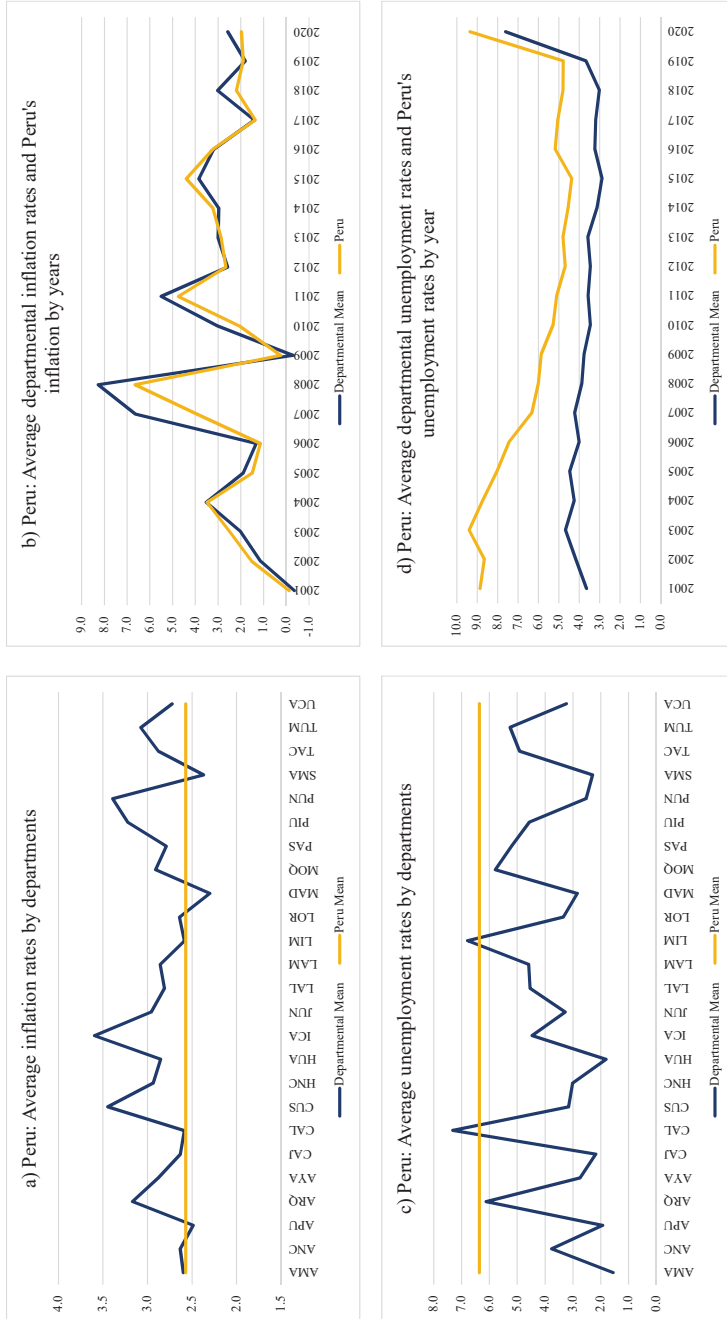 a) Peru: Average inflation rates by departments
4.0
3.5
3.0
2.5
2.0
1.5
AMA
ANC
APU
ARQ
AYA
CAJ
CAL
CUS
HNC
HUA
ICA
JUN
LAL
LAM
LIM
LOR
MAD
MOQ
PAS
PIU
PUN
SMA
TAC
TUM
UCA
Departmental Mean
Peru Mean
b) Peru: Average departmental inflation rates and Peru's
inflation by years
9.0
8.0
7.0
6.0
5.0
4.0
3.0
2.0
1.0
0.0
-1.0
2001
2002
2003
2004
2005
2006
2007
2008
2009
2010
2011
2012
2013
2014
2015
2016
2017
2018
2019
2020
Departmental Mean
Peru
c) Peru: Average unemployment rates by departments
8.0
7.0
6.0
5.0
4.0
3.0
2.0
1.0
0.0
AMA
ANC
APU
ARQ
AYA
CAJ
CAL
CUS
HNC
HUA
ICA
JUN
LAL
LAM
LIM
LOR
MAD
MOQ
PAS
PIU
PUN
SMA
TAC
TUM
UCA
Departmental Mean
Peru Mean
d) Peru: Average departmental unemployment rates and Peru's
unemployment rates by year
10.0
9.0
8.0
7.0
6.0
5.0
4.0
3.0
2.0
1.0
0.0
2001
2002
2003
2004
2005
2006
2007
2008
2009
2010
2011
2012
2013
2014
2015
2016
2017
2018
2019
2020
Departmental Mean
Peru